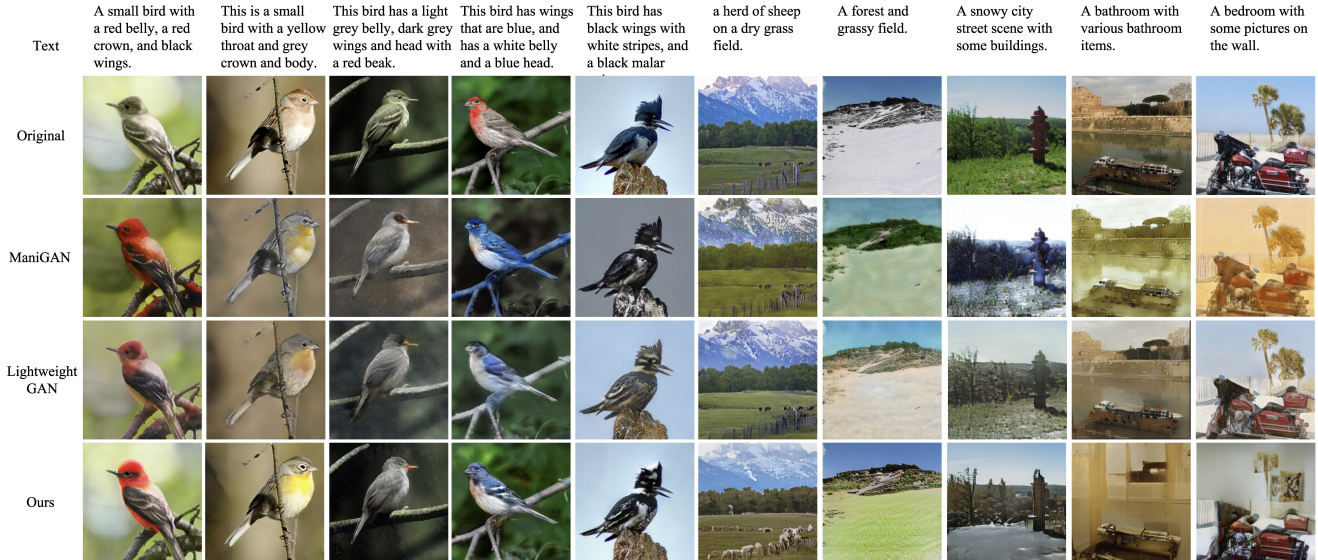 Text
A small bird with
a red belly, a red
crown, and black
wings.
This is a small
bird with a yellow
throat and grey
crown and body.
This bird has a light
grey belly, dark grey
wings and head with
a red beak.
This bird has wings
that are blue, and
has a white belly
and a blue head.
This bird has
black wings with
white stripes, and
a black malar
a herd of sheep
on a dry grass
field.
A forest and
grassy field.
A snowy city
street scene with
some buildings.
A bathroom with
various bathroom
items.
A bedroom with
some pictures on
the wall.
Original
ManiGAN
Lightweight
GAN
Ours